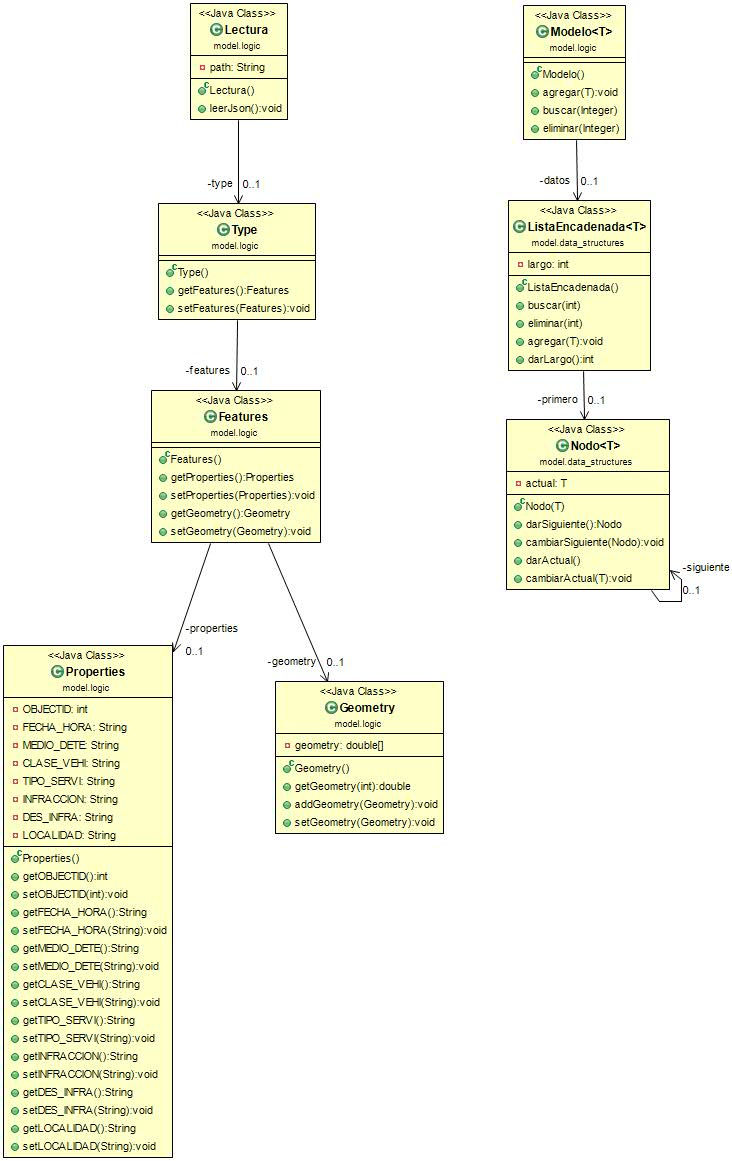 <<Java Class>>
Lectura
model.logic
path: String
Lectura()
leerJson():void
-type
0..1
<<Java Class>>
Type
model.logic
Type()
getFeatures():Features
setFeatures(Features):void
-features
0..1
<<Java Class>>
Features
model.logic
Features()
getProperties():Properties
setProperties(Properties):void
getGeometry():Geometry
setGeometry(Geometry):void
-properties
0..1
-geometry
0..1
<<Java Class>>
Properties
model.logic
OBJECTID: int
FECHA_HORA: String
MEDIO_DETE: String
CLASE_VEHI: String
TIPO_SERVI: String
INFRACCION: String
DES_INFRA: String
LOCALIDAD: String
Properties()
getOBJECTID():int
setOBJECTID(int):void
getFECHA_HORA():String
setFECHA_HORA(String):void
getMEDIO_DETE():String
setMEDIO_DETE(String):void
getCLASE_VEHI():String
setCLASE_VEHI(String):void
getTIPO_SERVI():String
setTIPO_SERVI(String):void
getINFRACCION():String
setINFRACCION(String):void
getDES_INFRA():String
setDES_INFRA(String):void
getLOCALIDAD():String
setLOCALIDAD(String):void
<<Java Class>>
Geometry
model.logic
geometry: double[]
Geometry()
getGeometry(int):double
addGeometry(Geometry):void
setGeometry(Geometry):void
<<Java Class>>
Modelo<T>
model.logic
Modelo()
agregar(T):void
buscar(Integer)
eliminar(Integer)
-datos
0..1
<<Java Class>>
ListaEncadenada<T>
model.data_structures
largo: int
ListaEncadenada()
buscar(int)
eliminar(int)
agregar(T):void
darLargo():int
-primero
0..1
<<Java Class>>
Nodo<T>
model.data_structures
actual: T
Nodo(T)
darSiguiente():Nodo
cambiarSiguiente(Nodo):void
darActual()
cambiarActual(T):void
-siguiente
0..1